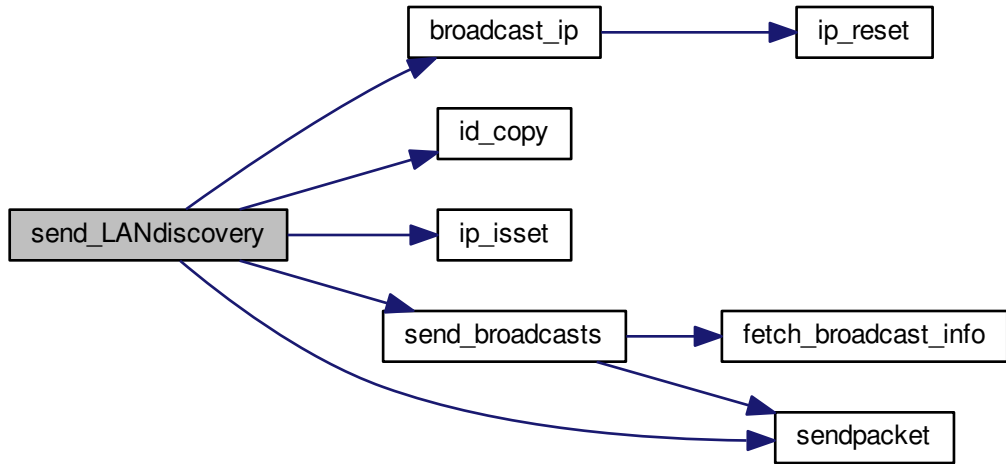 broadcast_ip
ip_reset
id_copy
send_LANdiscovery
ip_isset
send_broadcasts
fetch_broadcast_info
sendpacket